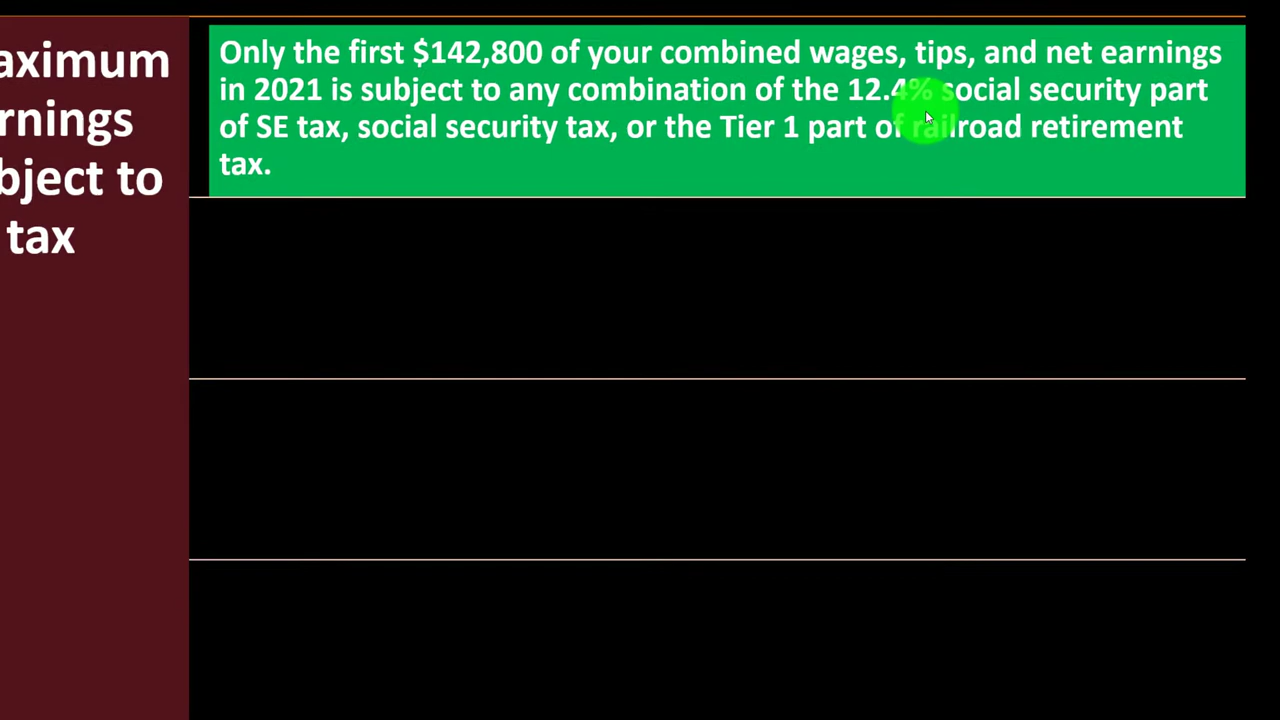 aximum
rnings
bject to
tax
Only the first $142,800 of your combined wages, tips, and net earnings
in 2021 is subject to any combination of the 12.4% social security part
of SE tax, social security tax, or the Tier 1 part of railroad retirement
tax.